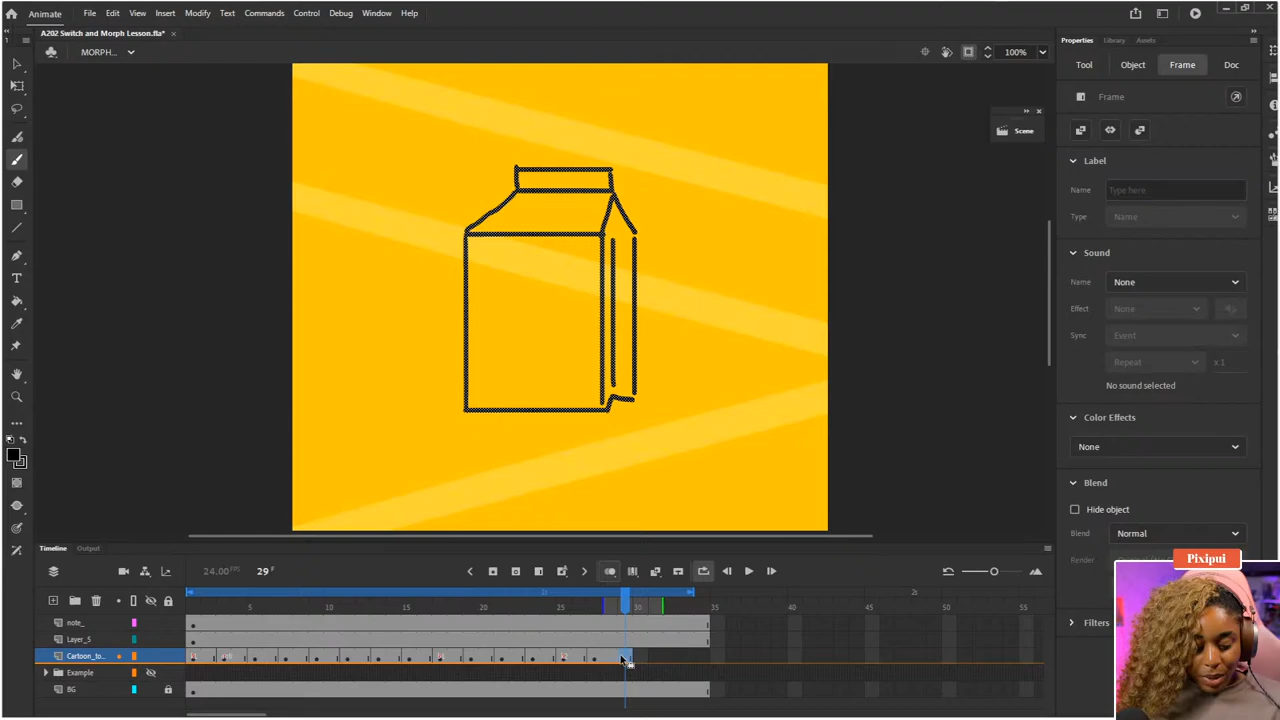 Animate File Edit View Insert Modify Text Commands Control Debug Window Help
A202 Switch and Morph Lesson.fla*
MORPH...
100%
Scene
Properties Library Assets
Tool Object Frame Doc
Frame
Label
Name Type here
Type Name
Sound
Name None
Effect None
Sync Event
Repeat x 1
No sound selected
Color Effects
None
Blend
Hide object
Blend Normal
Render
Pixipui
Filters
Timeline Output
24.00 FPS 29 F
1s 2s
5 10 15 20 25 30 35 40 45 50 55
note_
Layer_5
Cartoon_to...
Example
BG